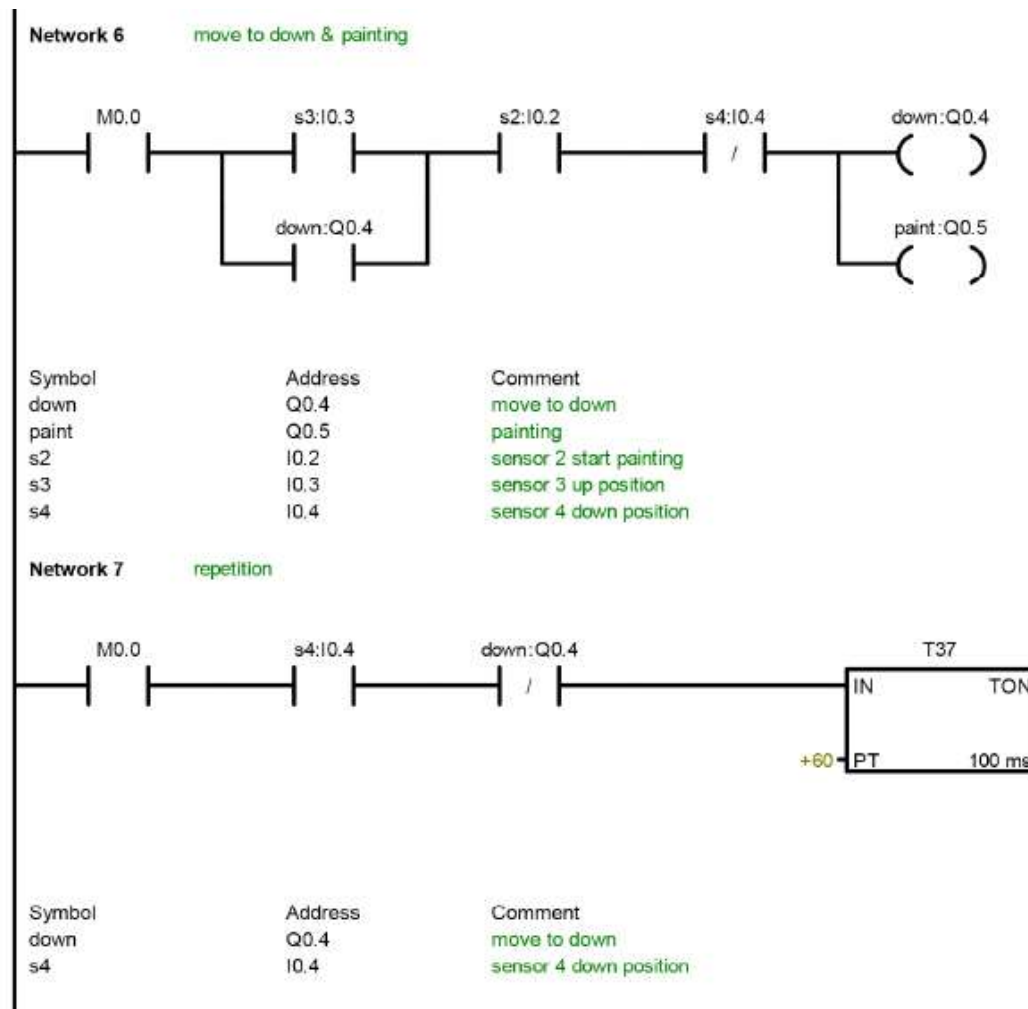 Network 6 move to down & painting
M0.0 s3:I0.3 s2:I0.2 s4:I0.4 down:Q0.4
/
down:Q0.4 paint:Q0.5
Symbol Address Comment
down Q0.4 move to down
paint Q0.5 painting
s2 I0.2 sensor 2 start painting
s3 I0.3 sensor 3 up position
s4 I0.4 sensor 4 down position
Network 7 repetition
M0.0 s4:I0.4 down:Q0.4 T37
/ IN TON
+60 PT 100 ms
Symbol Address Comment
down Q0.4 move to down
s4 I0.4 sensor 4 down position